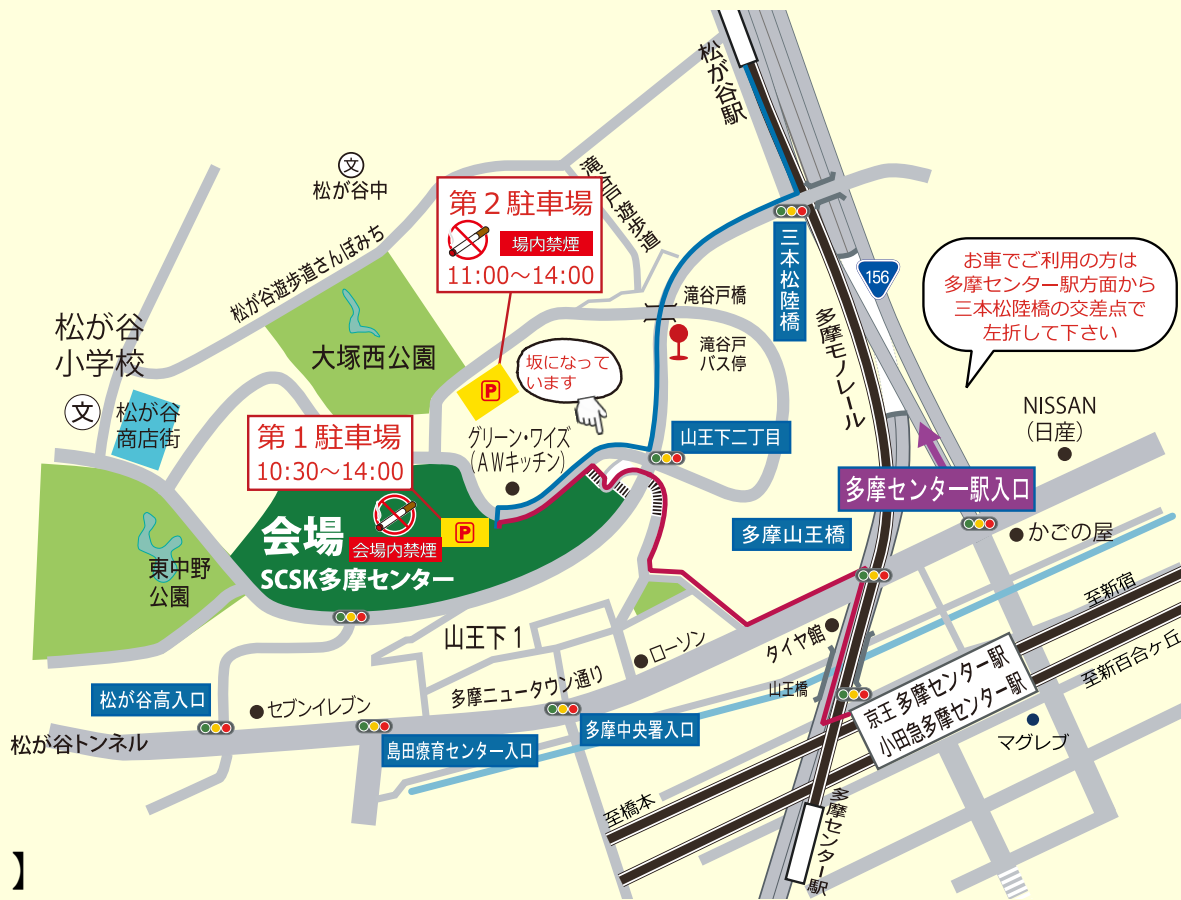 松が谷駅
文
松が谷中
滝谷戸遊歩道
第２駐車場
場内禁煙
11:00〜14:00
松が谷遊歩道さんぽみち
三本松陸橋
156
お車でご利用の方は
多摩センター駅方面から
三本松陸橋の交差点で
左折して下さい
滝谷戸橋
滝谷戸
バス停
多摩モノレール
松が谷
小学校
文
大塚西公園
坂になって
います
P
松が谷
商店街
第１駐車場
10:30〜14:00
グリーン・ワイズ
（AWキッチン）
山王下二丁目
NISSAN
（日産）
多摩センター駅入口
会場
会場内禁煙
P
SCSK多摩センター
多摩山王橋
かごの屋
東中野
公園
至新宿
山王下1
ローソン
タイヤ館
至新百合ヶ丘
山王橋
京王 多摩センター駅
小田急多摩センター駅
多摩ニュータウン通り
松が谷高入口
セブンイレブン
多摩中央署入口
マグレブ
松が谷トンネル
島田療育センター入口
至橋本
多摩センター駅
】